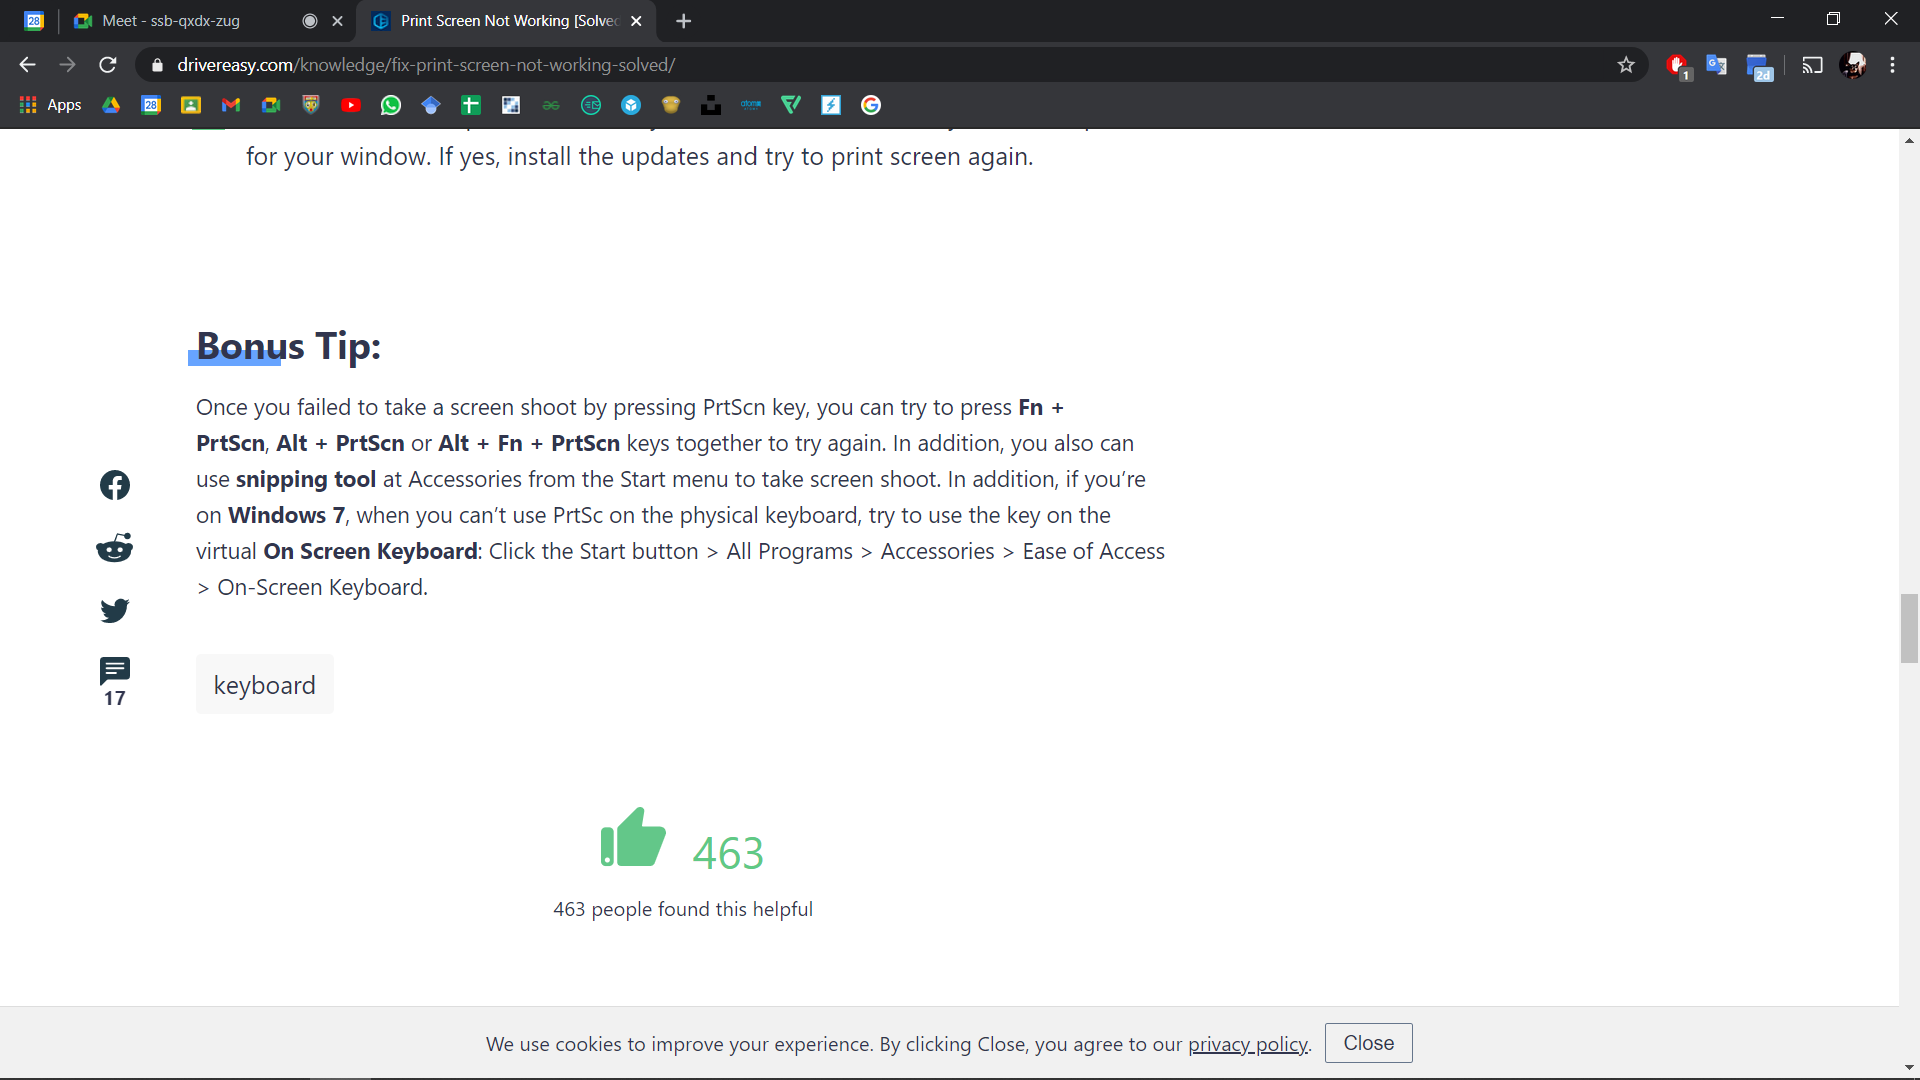 28 Meet - ssb-qxdx-zug Print Screen Not Working [Solved
drivereasy.com/knowledge/fix-print-screen-not-working-solved/ 1 2d
Apps 28
for your window. If yes, install the updates and try to print screen again.
Bonus Tip:
Once you failed to take a screen shoot by pressing PrtScn key, you can try to press Fn +
PrtScn, Alt + PrtScn or Alt + Fn + PrtScn keys together to try again. In addition, you also can
use snipping tool at Accessories from the Start menu to take screen shoot. In addition, if you’re
on Windows 7, when you can’t use PrtSc on the physical keyboard, try to use the key on the
virtual On Screen Keyboard: Click the Start button > All Programs > Accessories > Ease of Access
> On-Screen Keyboard.
17
keyboard
463
463 people found this helpful
We use cookies to improve your experience. By clicking Close, you agree to our privacy policy. Close